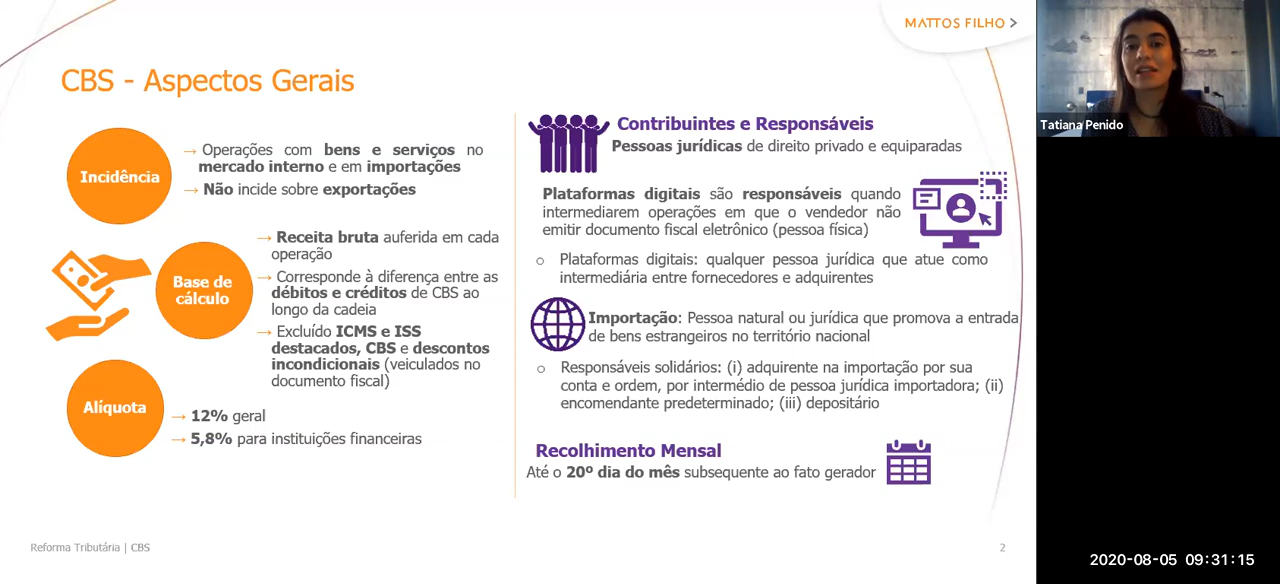 MATTOS FILHO >
CBS - Aspectos Gerais
Incidência
→ Operações com bens e serviços no
mercado interno e em importações
→ Não incide sobre exportações
Base de
cálculo
→ Receita bruta auferida em cada
operação
→ Corresponde à diferença entre as
débitos e créditos de CBS ao
longo da cadeia
→ Excluído ICMS e ISS
destacados, CBS e descontos
incondicionais (veiculados no
documento fiscal)
Alíquota
→ 12% geral
→ 5,8% para instituições financeiras
Contribuintes e Responsáveis
Pessoas jurídicas de direito privado e equiparadas
Plataformas digitais são responsáveis quando
intermediarem operações em que o vendedor não
emitir documento fiscal eletrônico (pessoa física)
o Plataformas digitais: qualquer pessoa jurídica que atue como
intermediária entre fornecedores e adquirentes
Importação: Pessoa natural ou jurídica que promova a entrada
de bens estrangeiros no território nacional
o Responsáveis solidários: (i) adquirente na importação por sua
conta e ordem, por intermédio de pessoa jurídica importadora; (ii)
encomendante predeterminado; (iii) depositário
Recolhimento Mensal
Até o 20º dia do mês subsequente ao fato gerador
Reforma Tributária | CBS
2
Tatiana Penido
2020-08-05 09:31:15